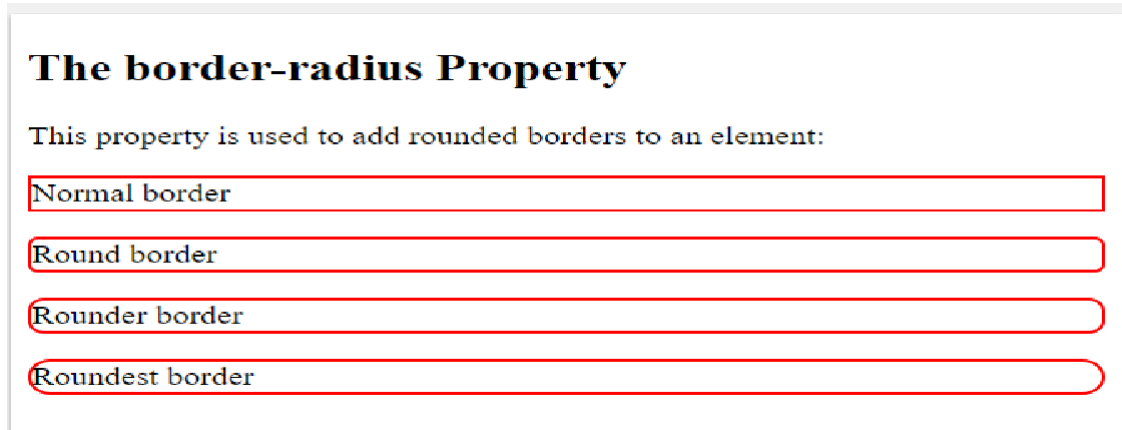 The border-radius Property
This property is used to add rounded borders to an element:
Normal border
Round border
Rounder border
Roundest border